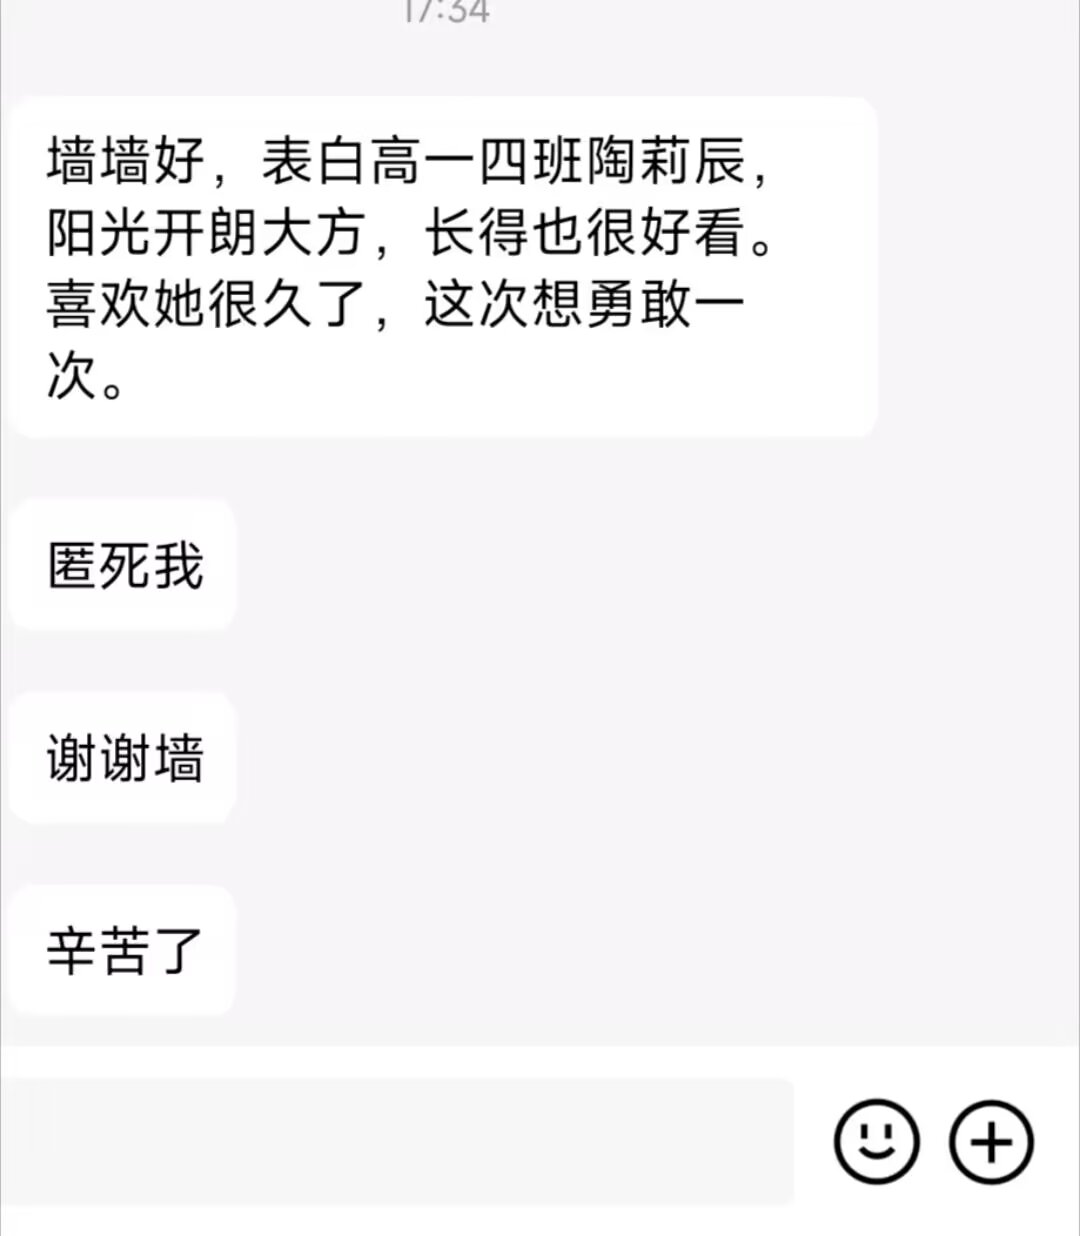 17:34
墙墙好，表白高一四班陶莉辰，
阳光开朗大方，长得也很好看。
喜欢她很久了，这次想勇敢一
次。
匿死我
谢谢墙
辛苦了